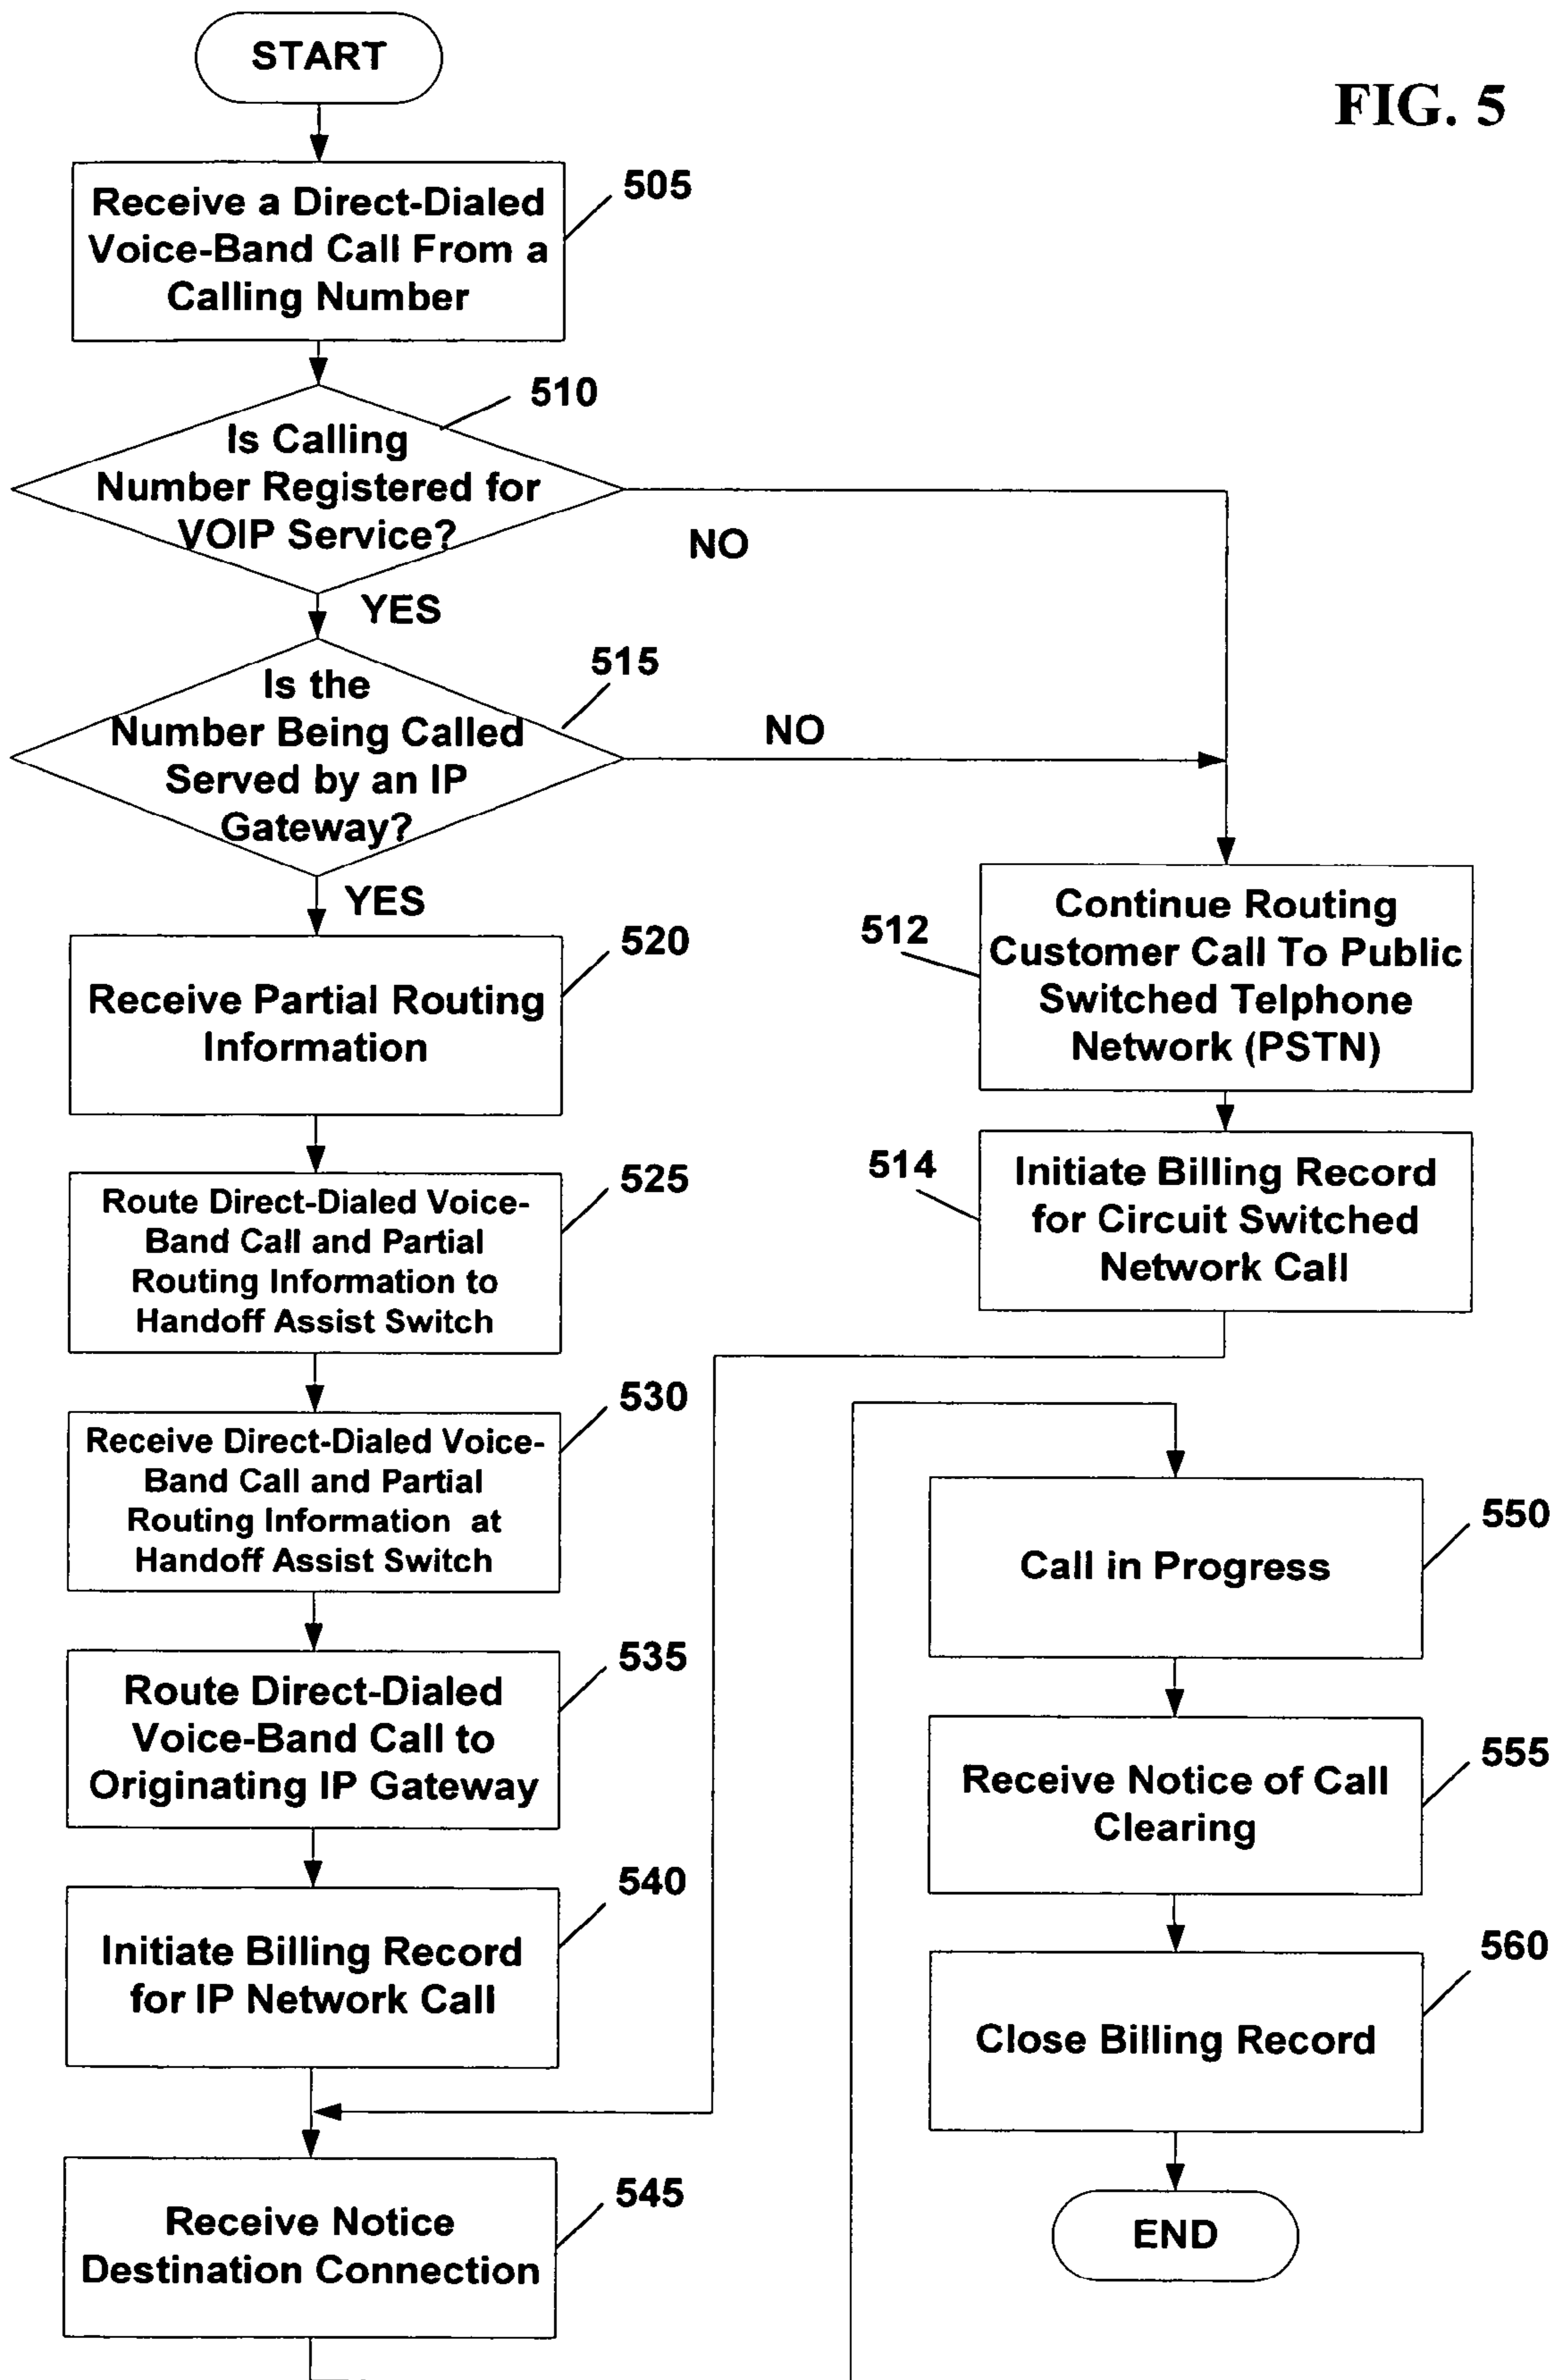 START
FIG. 5
Receive a Direct-Dialed
Voice-Band Call From a
Calling Number
505
510
Is Calling
Number Registered for
VOIP Service?
NO
YES
515
Is the
Number Being Called
Served by an IP
Gateway?
NO
YES
520
Receive Partial Routing
Information
512
Continue Routing
Customer Call To Public
Switched Telphone
Network (PSTN)
514
Initiate Billing Record
for Circuit Switched
Network Call
525
Route Direct-Dialed Voice-
Band Call and Partial
Routing Information to
Handoff Assist Switch
530
Receive Direct-Dialed Voice-
Band Call and Partial
Routing Information at
Handoff Assist Switch
535
Route Direct-Dialed
Voice-Band Call to
Originating IP Gateway
540
Initiate Billing Record
for IP Network Call
545
Receive Notice
Destination Connection
550
Call in Progress
555
Receive Notice of Call
Clearing
560
Close Billing Record
END